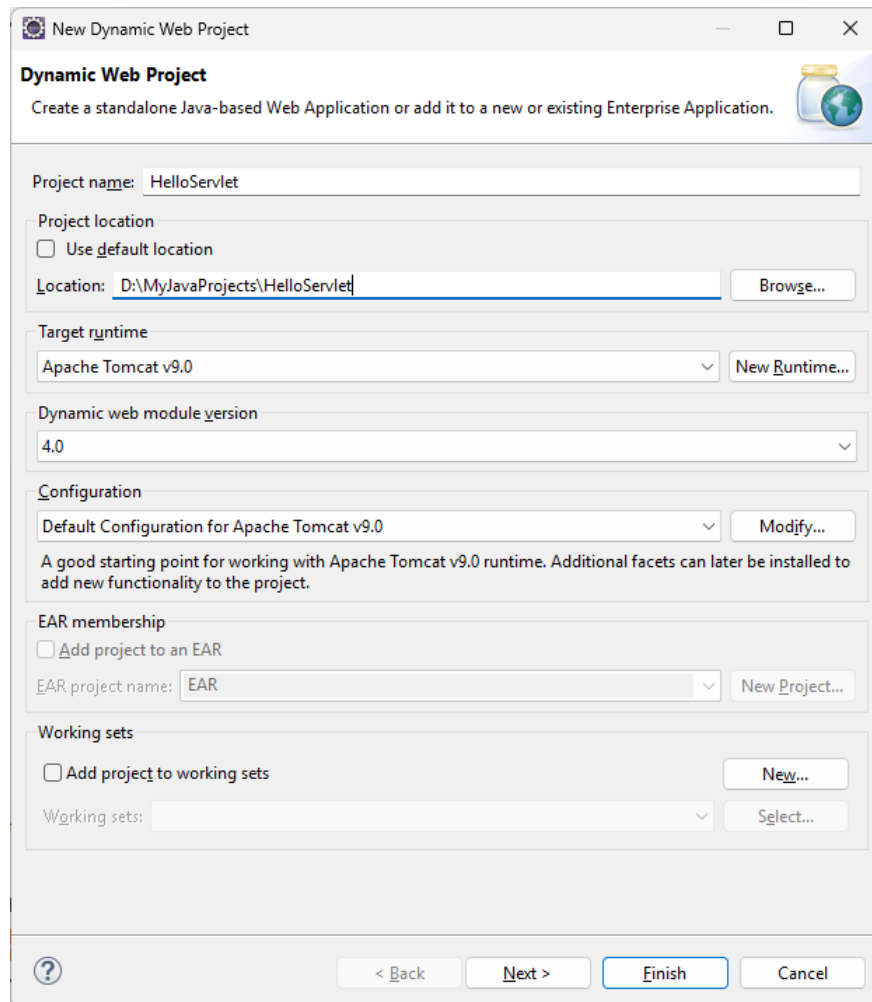 New Dynamic Web Project
Dynamic Web Project
Create a standalone Java-based Web Application or add it to a new or existing Enterprise Application.
Project name: HelloServlet
Project location
Use default location
Location: D:\MyJavaProjects\HelloServlet Browse...
Target runtime
Apache Tomcat v9.0 New Runtime...
Dynamic web module version
4.0
Configuration
Default Configuration for Apache Tomcat v9.0 Modify...
A good starting point for working with Apache Tomcat v9.0 runtime. Additional facets can later be installed to
add new functionality to the project.
EAR membership
Add project to an EAR
EAR project name: EAR New Project...
Working sets
Add project to working sets New...
Working sets: Select...
? < Back Next > Finish Cancel